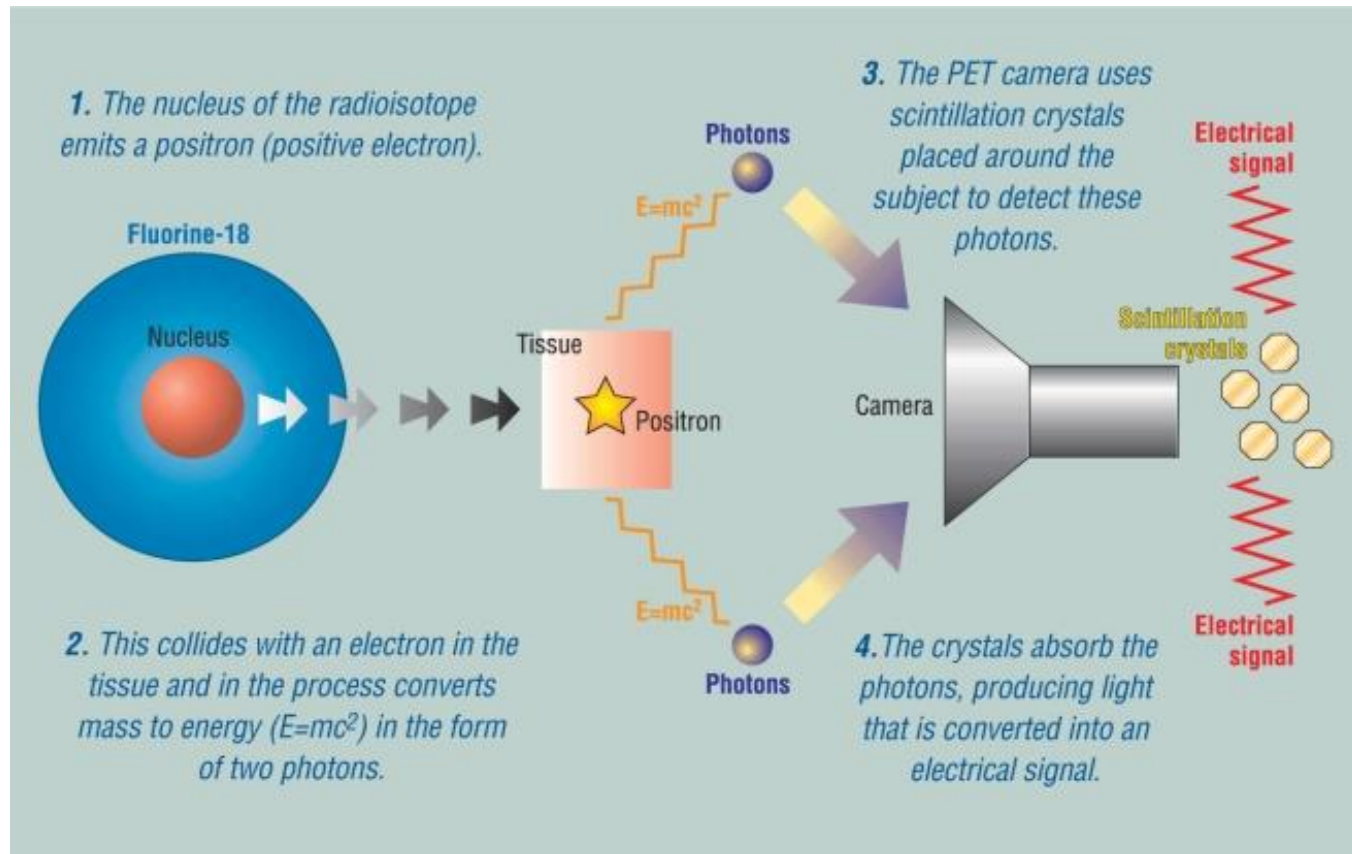 1. The nucleus of the radioisotope
emits a positron (positive electron).
Fluorine-18
Nucleus
Tissue
Positron
E=mc²
Photons
E=mc²
Photons
2. This collides with an electron in the
tissue and in the process converts
mass to energy (E=mc²) in the form
of two photons.
3. The PET camera uses
scintillation crystals
placed around the
subject to detect these
photons.
Camera
Electrical
signal
Scintillation
crystals
Electrical
signal
4.The crystals absorb the
photons, producing light
that is converted into an
electrical signal.